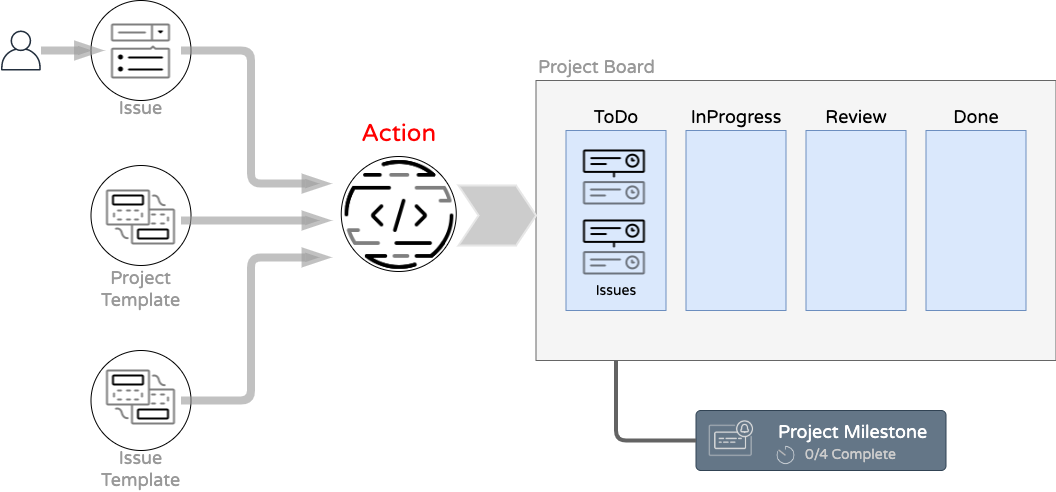 Issue
Project
Template
Issue
Template
Action
</>
Project Board
ToDo
InProgress
Review
Done
Issues
Project Milestone
0/4 Complete